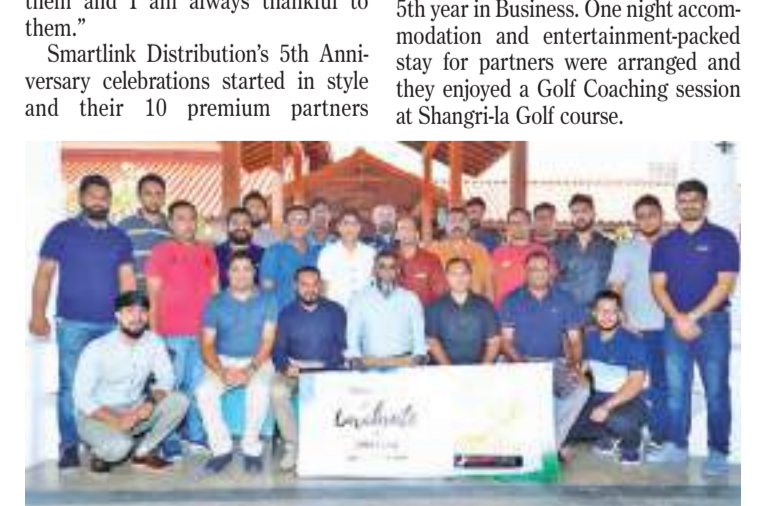 them and I am always thankful to
them.”
Smartlink Distribution’s 5th Anni-
versary celebrations started in style
and their 10 premium partners
5th year in Business. One night accom-
modation and entertainment-packed
stay for partners were arranged and
they enjoyed a Golf Coaching session
at Shangri-la Golf course.